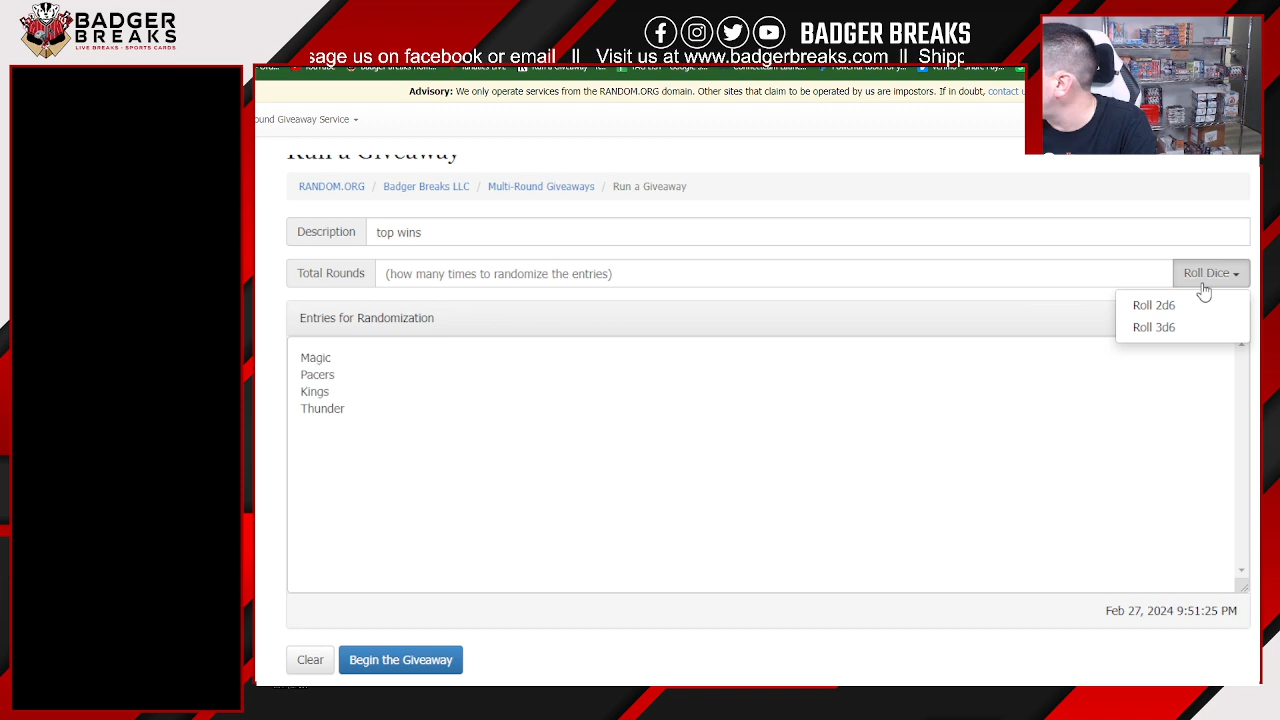 BADGER
BREAKS
LIVE BREAKS - SPORTS CARDS
BADGER BREAKS
sage us on facebook or email || Visit us at www.badgerbreaks.com || Shipp
Advisory: We only operate services from the RANDOM.ORG domain. Other sites that claim to be operated by us are impostors. If in doubt, contact u
ound Giveaway Service
Run a Giveaway
RANDOM.ORG / Badger Breaks LLC / Multi-Round Giveaways / Run a Giveaway
Description top wins
Total Rounds (how many times to randomize the entries) Roll Dice
Roll 2d6
Roll 3d6
Entries for Randomization
Magic
Pacers
Kings
Thunder
Feb 27, 2024 9:51:25 PM
Clear Begin the Giveaway